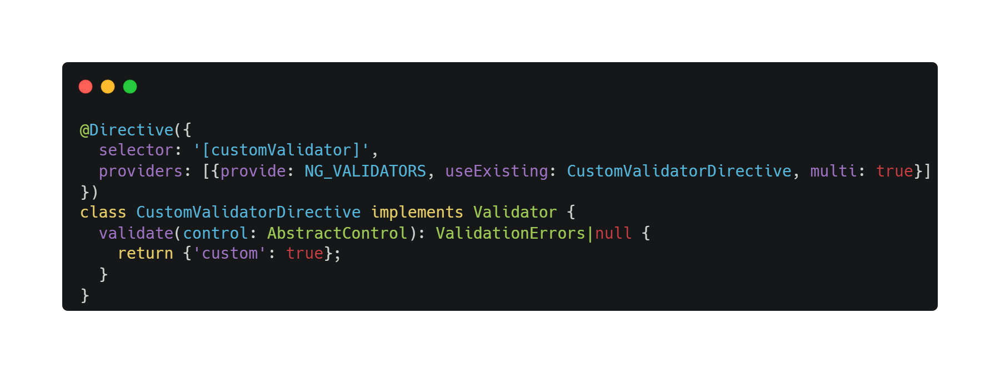 @Directive({
  selector: '[customValidator]',
  providers: [{provide: NG_VALIDATORS, useExisting: CustomValidatorDirective, multi: true}]
})
class CustomValidatorDirective implements Validator {
  validate(control: AbstractControl): ValidationErrors|null {
    return {'custom': true};
  }
}